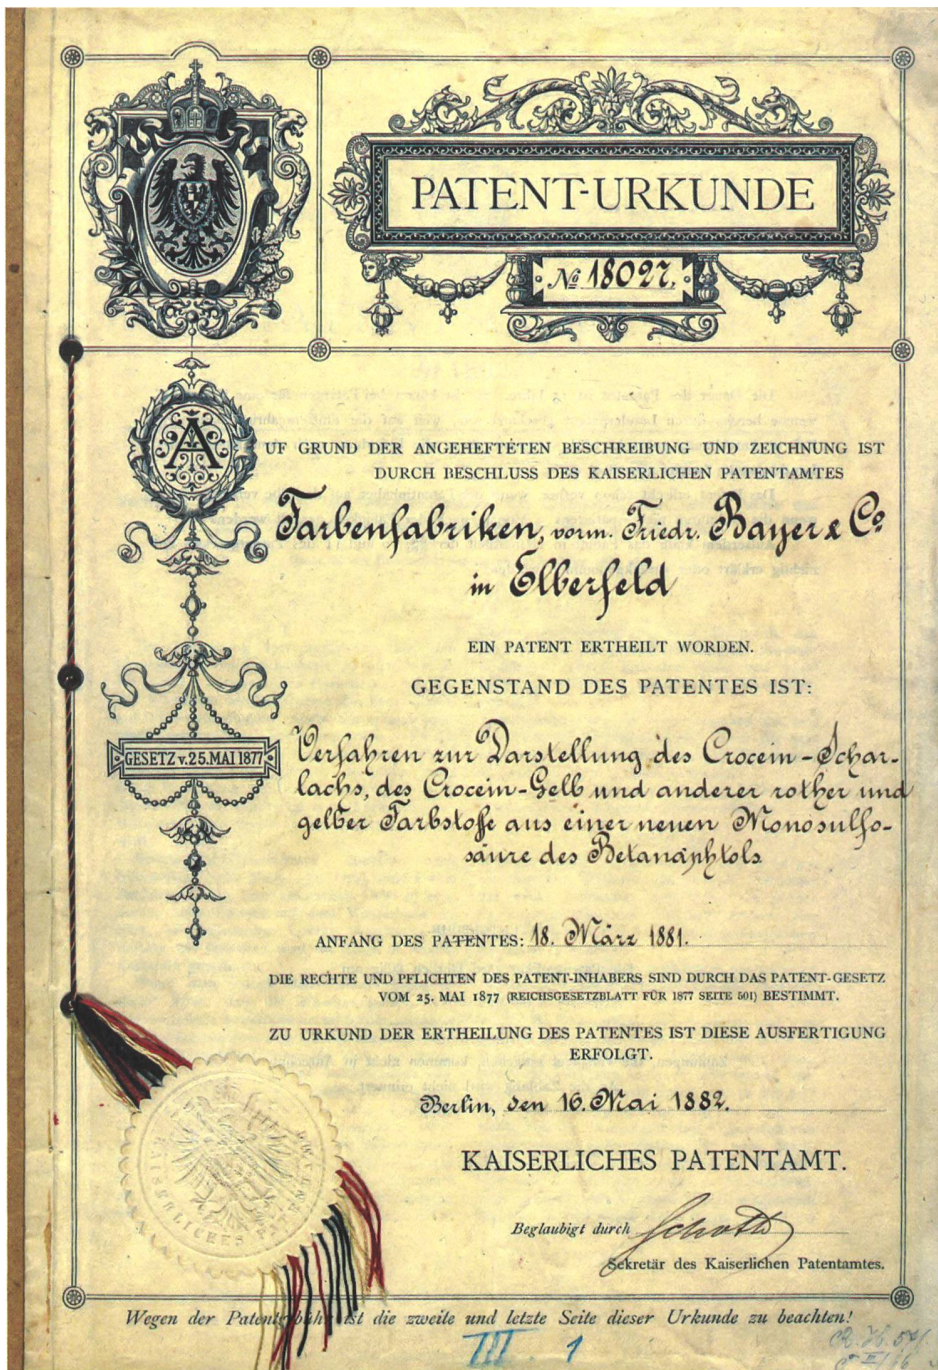 PATENT-URKUNDE
№ 18027.
AUF GRUND DER ANGEHEFTETEN BESCHREIBUNG UND ZEICHNUNG IST
DURCH BESCHLUSS DES KAISERLICHEN PATENTAMTES
Farbenfabriken, vorm. Friedr. Bayer & Co
in Elberfeld
EIN PATENT ERTHEILT WORDEN.
GEGENSTAND DES PATENTES IST:
GESETZ v. 25. MAI 1877
Verfahren zur Darstellung des Crocein-Schar-
lachs, des Crocein-Gelb und anderer rother und
gelber Farbstoffe aus einer neuen Monosulfo-
säure des Betanaphtols
ANFANG DES PATENTES: 18. März 1881.
DIE RECHTE UND PFLICHTEN DES PATENT-INHABERS SIND DURCH DAS PATENT-GESETZ
VOM 25. MAI 1877 (REICHSGESETZBLATT FÜR 1877 SEITE 501) BESTIMMT.
ZU URKUND DER ERTHEILUNG DES PATENTES IST DIESE AUSFERTIGUNG
ERFOLGT.
Berlin, den 16. Mai 1882.
KAISERLICHES PATENTAMT.
Beglaubigt durch
Sekretär des Kaiserlichen Patentamtes.
KAISERLICHES PATENTAMT
Wegen der Patentgebühr ist die zweite und letzte Seite dieser Urkunde zu beachten!
III 1